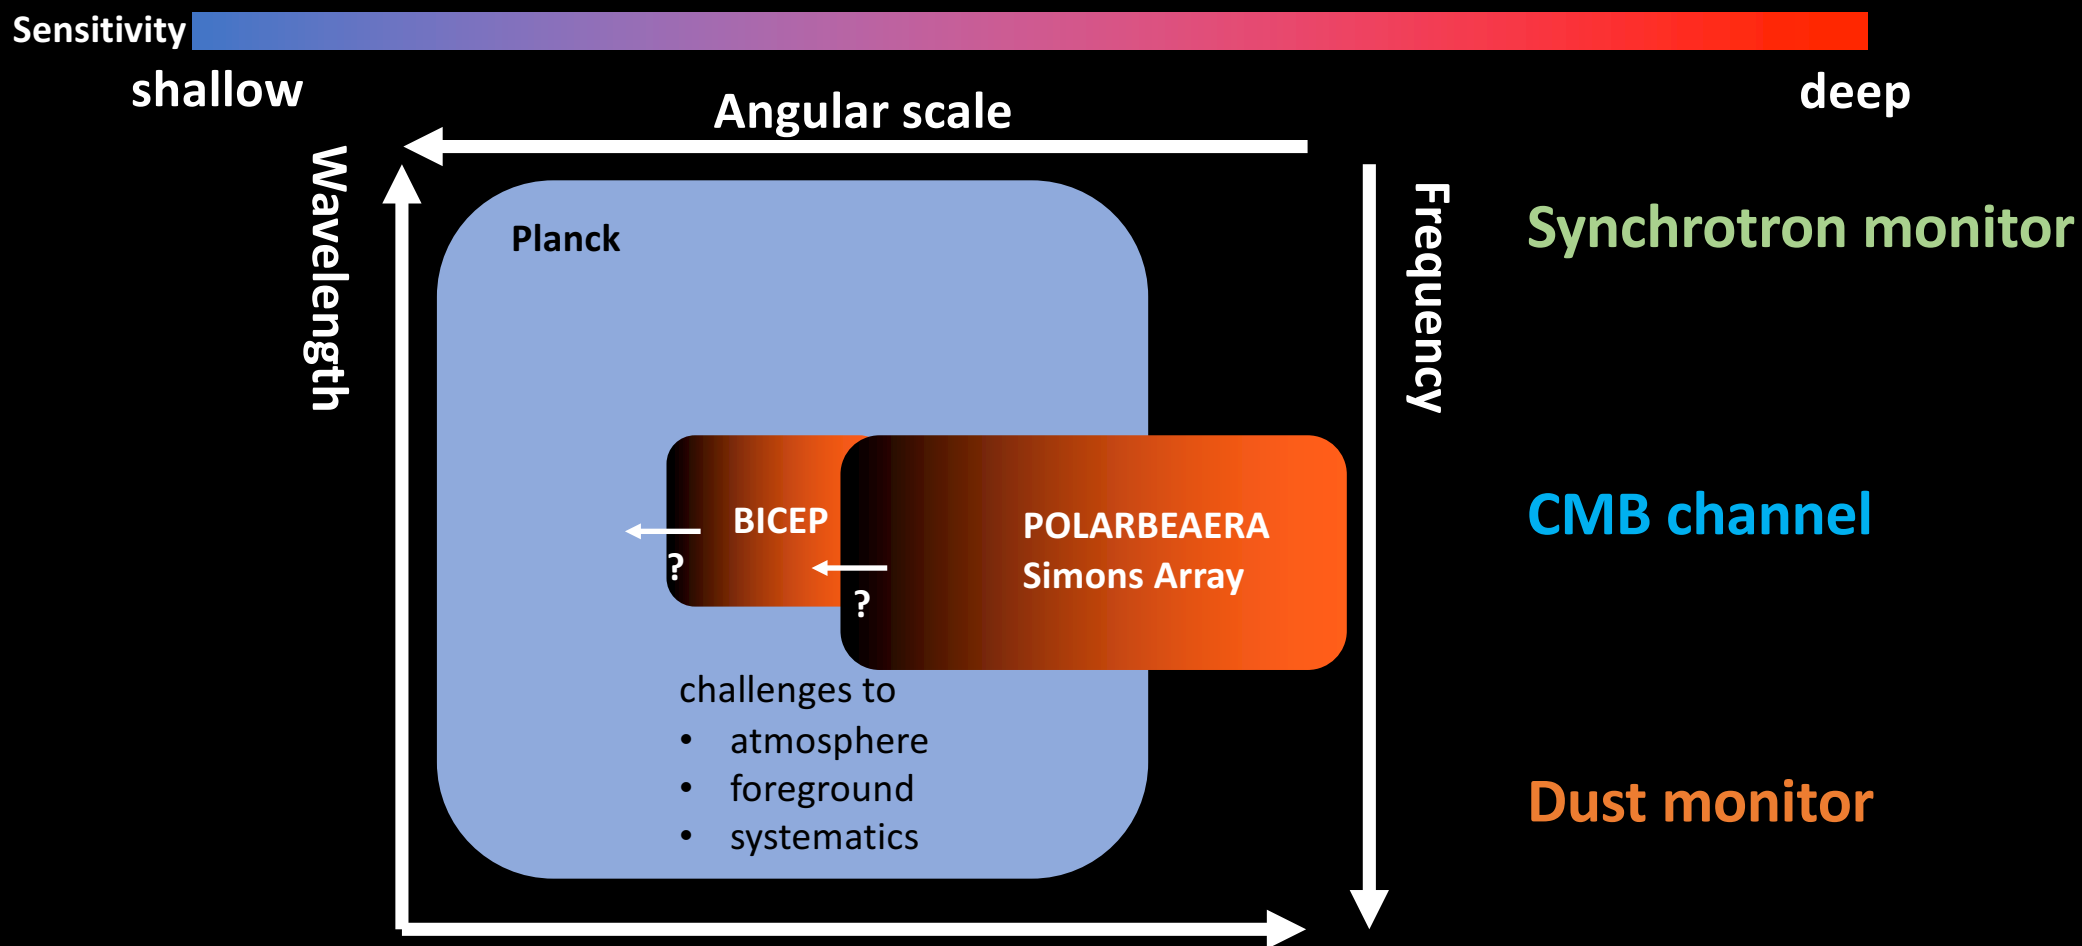 Sensitivity
shallow
deep
Angular scale
Wavelength
Frequency
Planck
Synchrotron monitor
BICEP
?
POLARBEAERA
Simons Array
?
CMB channel
challenges to
• atmosphere
• foreground
• systematics
Dust monitor